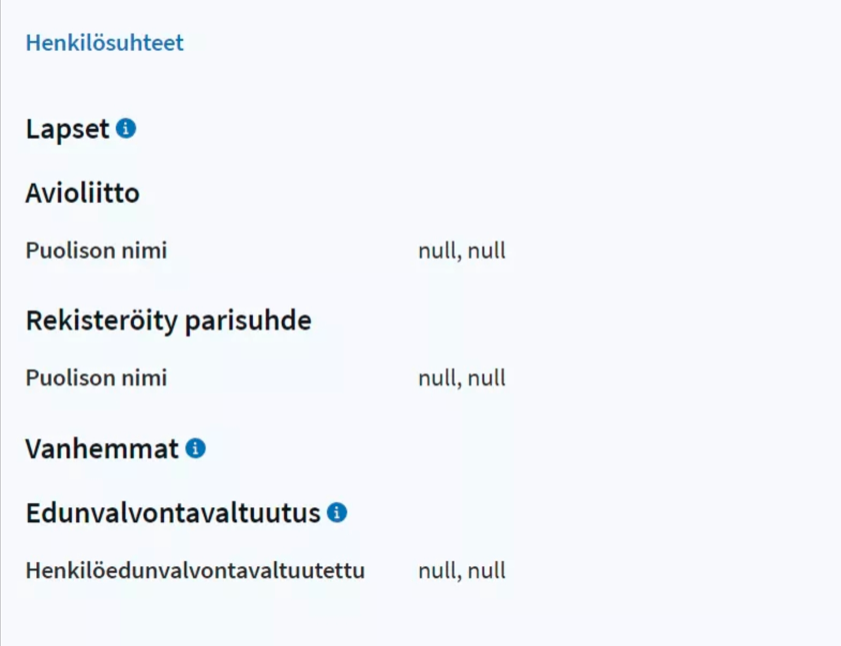 Henkilösuhteet
Lapset
Avioliitto
Puolison nimi null, null
Rekisteröity parisuhde
Puolison nimi null, null
Vanhemmat
Edunvalvontavaltuutus
Henkilöedunvalvontavaltuutettu null, null